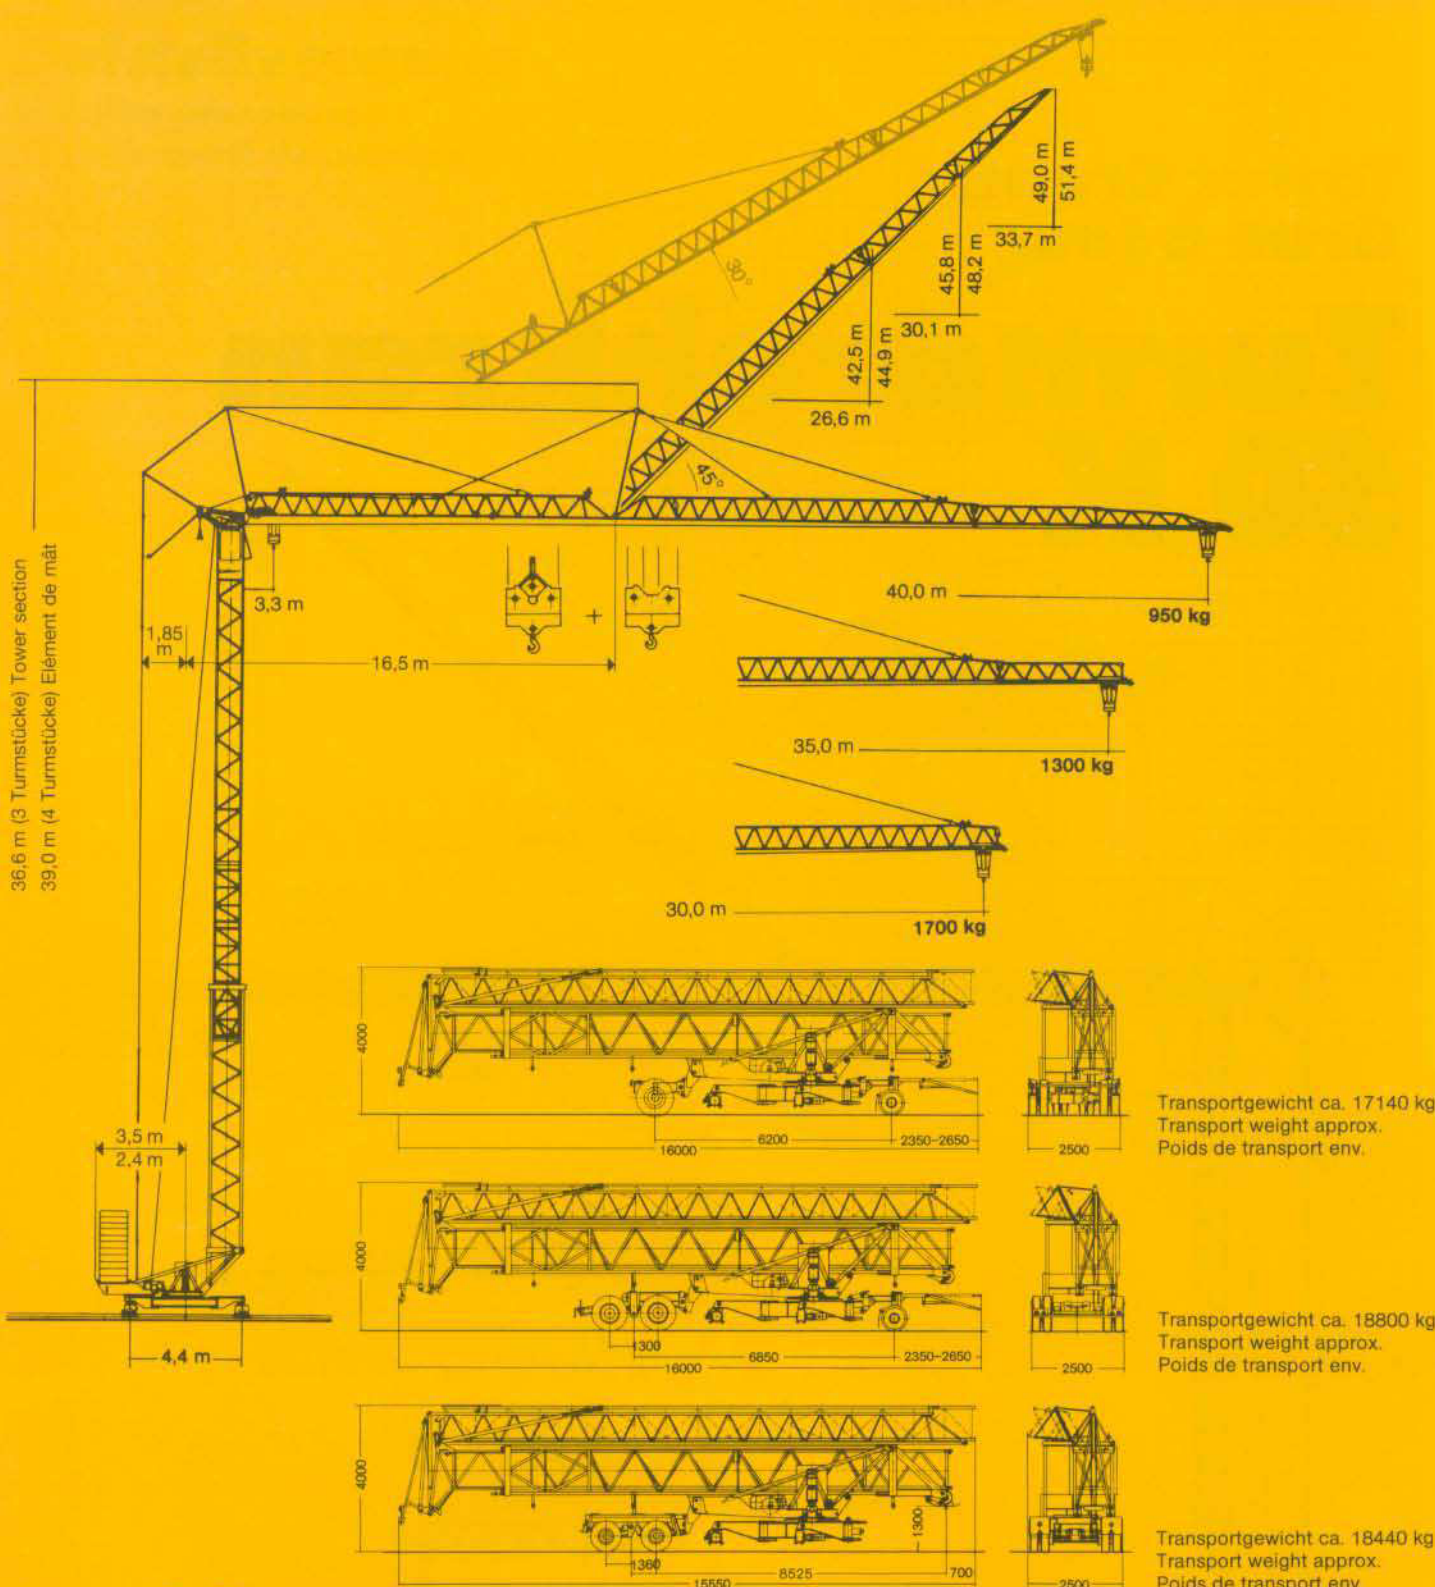 30°
49,0 m
51,4 m
33,7 m
45,8 m
48,2 m
30,1 m
42,5 m
44,9 m
26,6 m
45°
36,6 m (3 Turmstücke) Tower section
39,0 m (4 Turmstücke) Elément de mât
3,3 m
1,85
m
16,5 m
+
40,0 m
950 kg
35,0 m
1300 kg
30,0 m
1700 kg
3,5 m
2,4 m
4,4 m
4000
6200
2350-2650
16000
2500
Transportgewicht ca. 17140 kg
Transport weight approx.
Poids de transport env.
4000
1300
6850
2350-2650
16000
2500
Transportgewicht ca. 18800 kg
Transport weight approx.
Poids de transport env.
4000
1300
1360
8525
700
15550
2500
Transportgewicht ca. 18440 kg
Transport weight approx.
Poids de transport env.